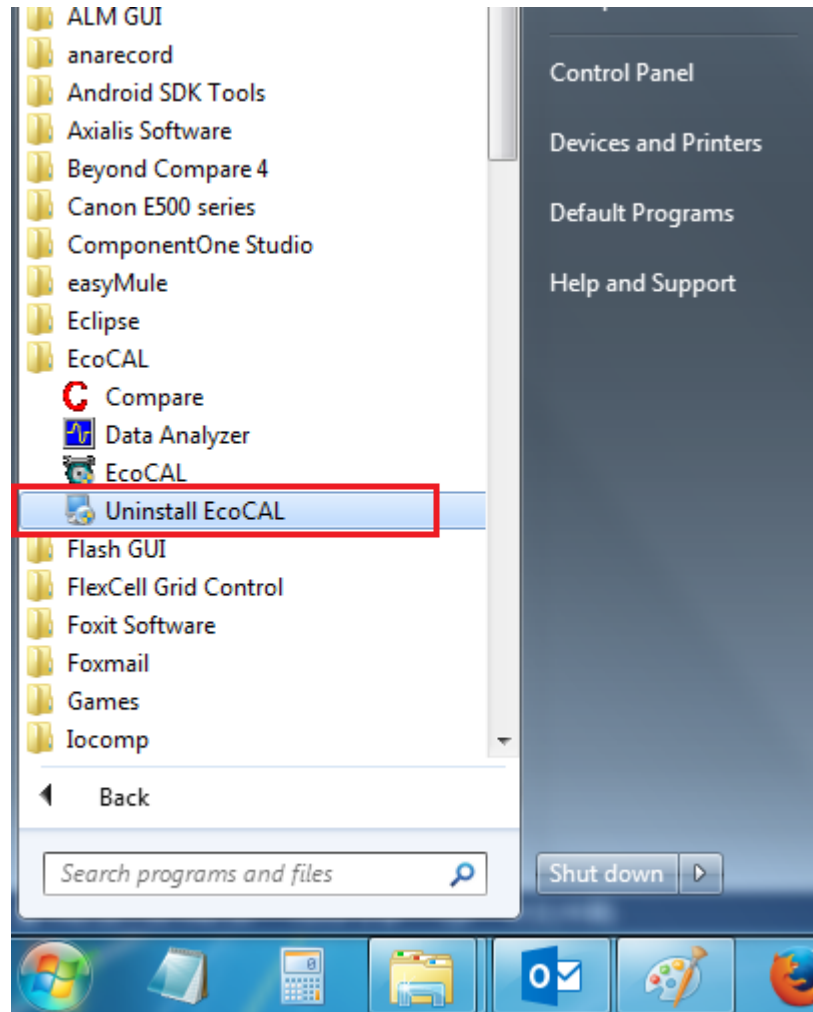 ALM GUI
anarecord
Android SDK Tools
Axialis Software
Beyond Compare 4
Canon E500 series
ComponentOne Studio
easyMule
Eclipse
EcoCAL
Compare
Data Analyzer
EcoCAL
Uninstall EcoCAL
Flash GUI
FlexCell Grid Control
Foxit Software
Foxmail
Games
Iocomp
Back
Search programs and files
Control Panel
Devices and Printers
Default Programs
Help and Support
Shut down